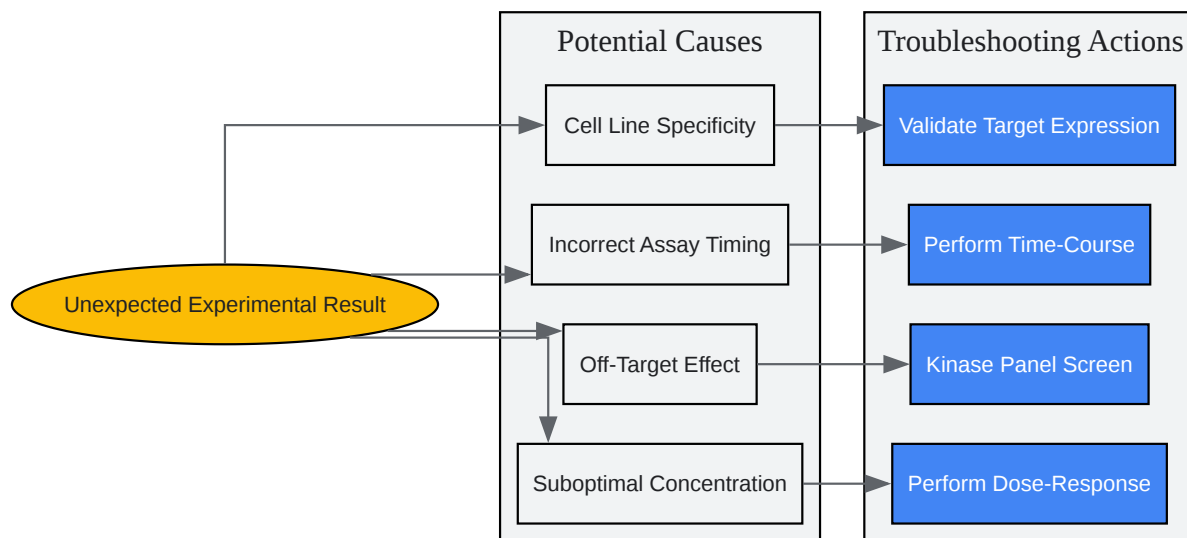 Potential Causes
Troubleshooting Actions
Cell Line Specificity
Validate Target Expression
Incorrect Assay Timing
Perform Time-Course
Unexpected Experimental Result
Off-Target Effect
Kinase Panel Screen
Suboptimal Concentration
Perform Dose-Response